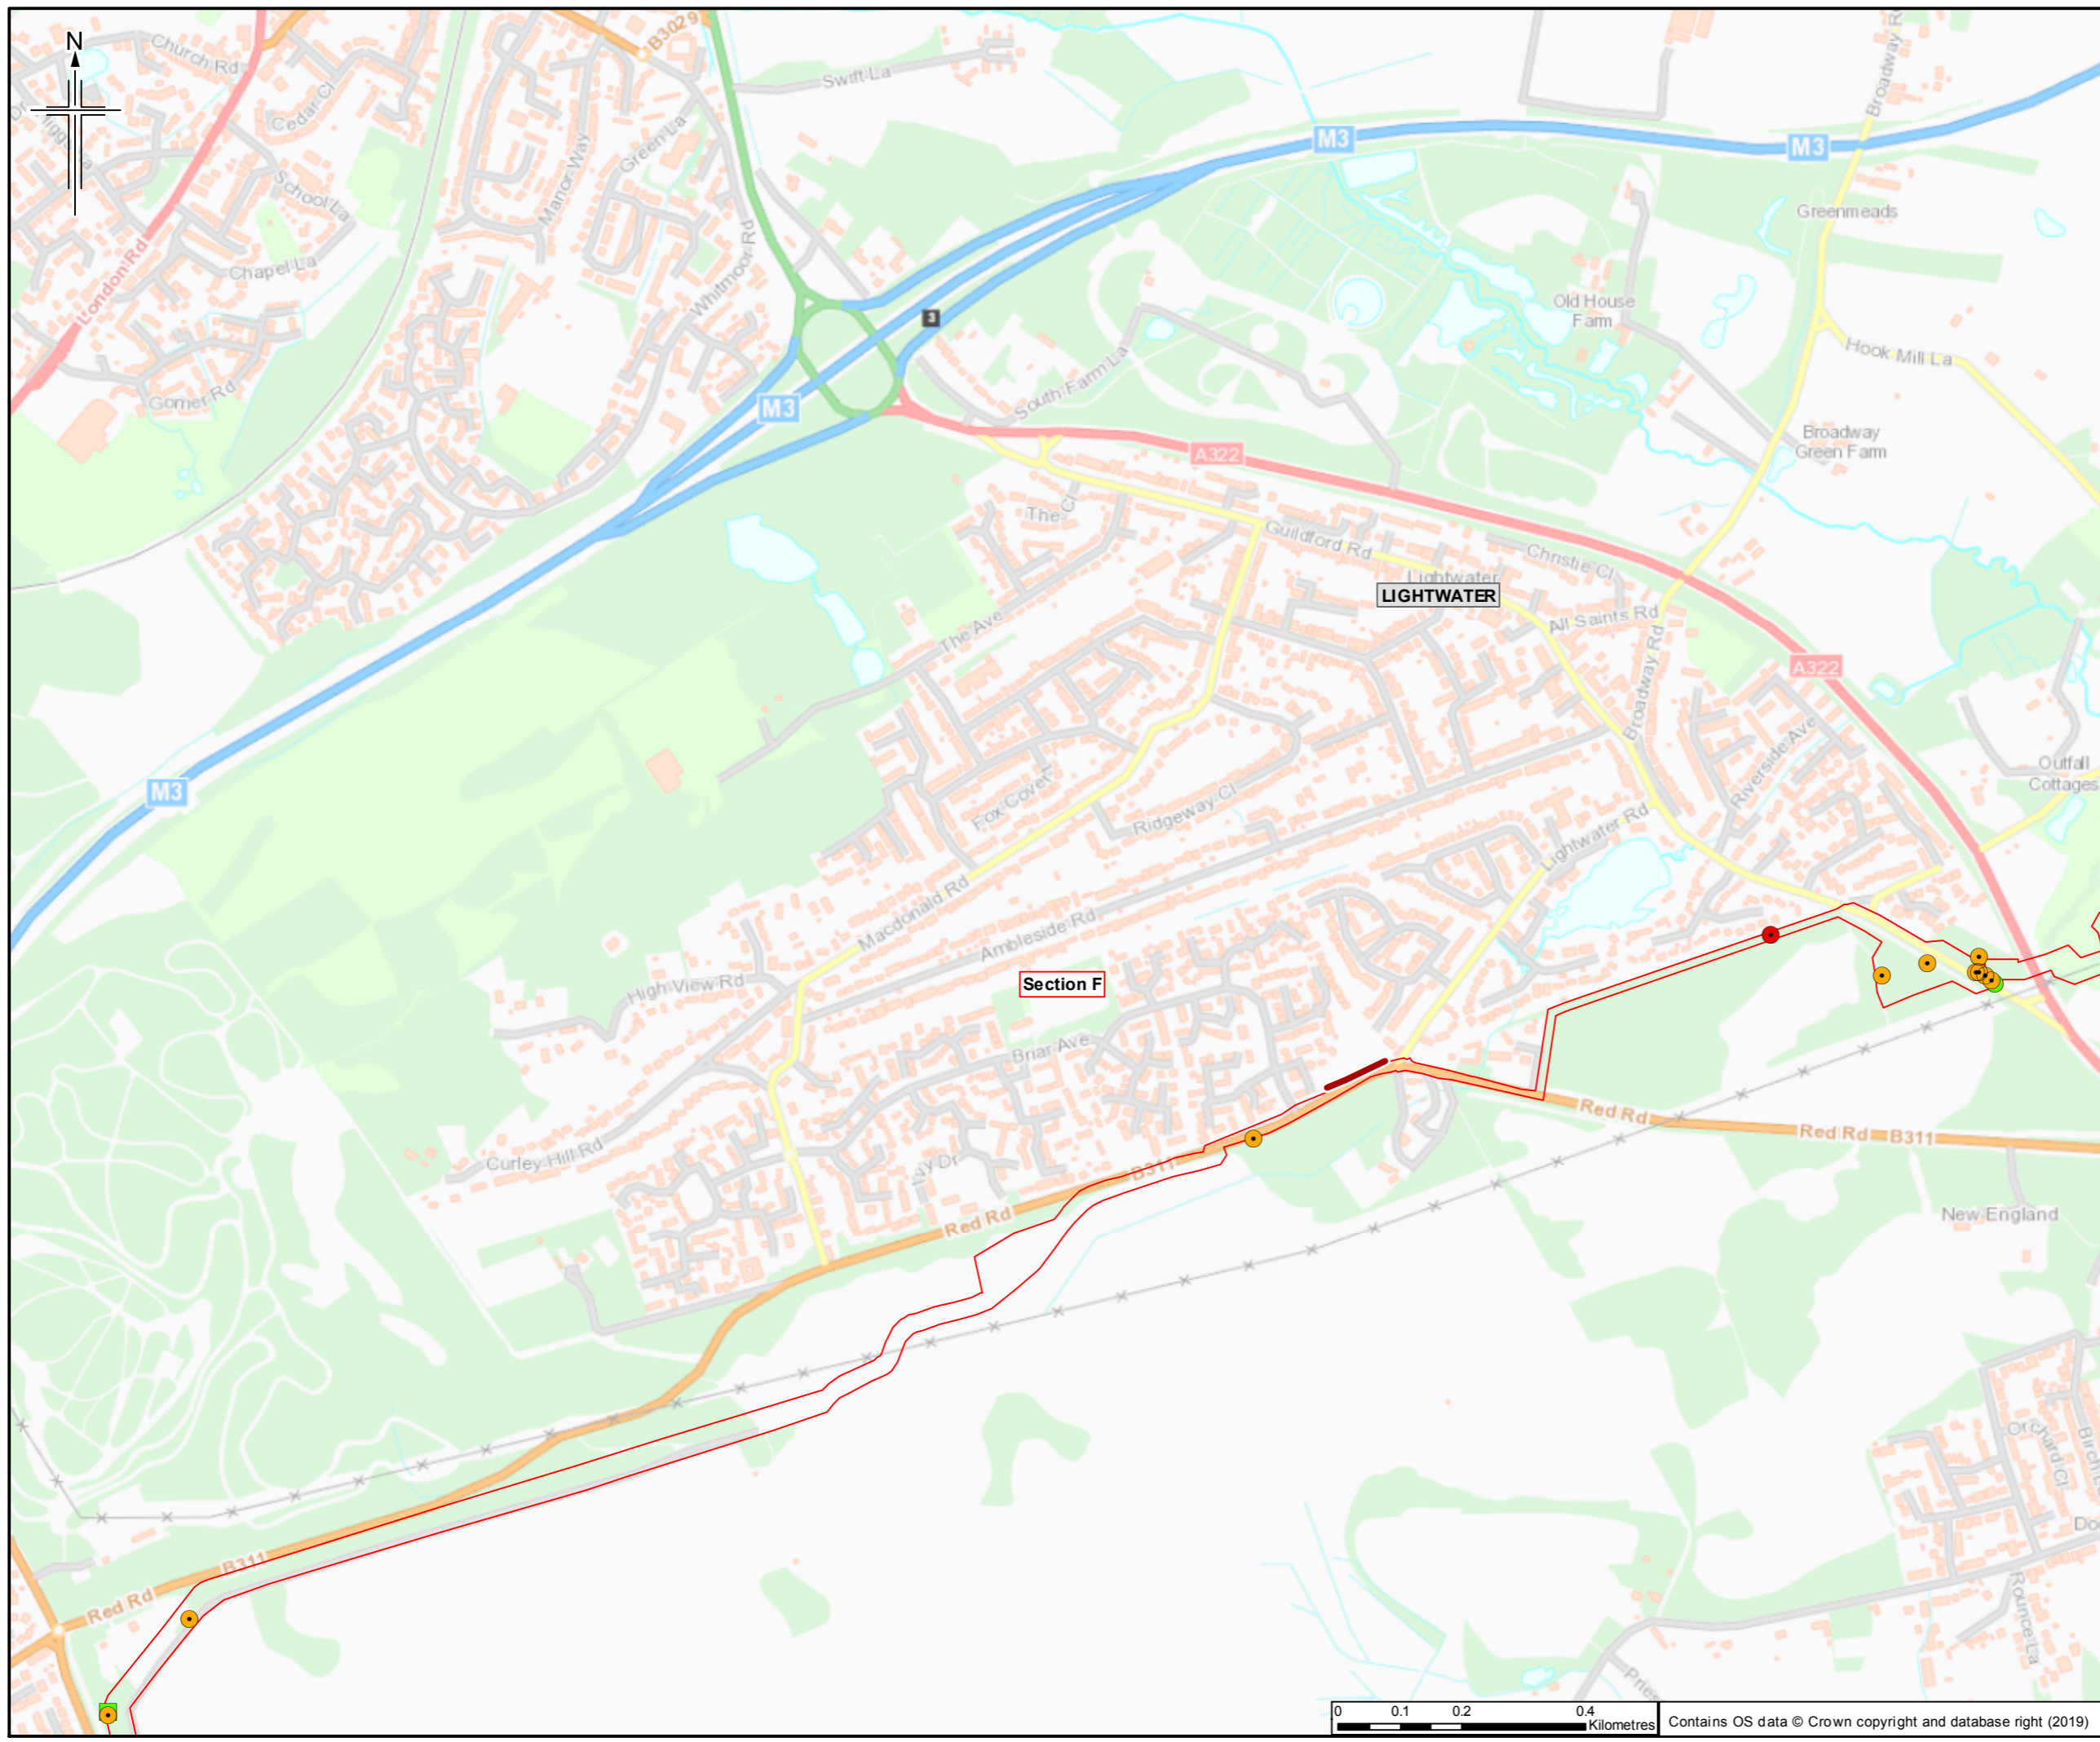 N
Church Rd
B3029
Swift La
Broadway R
M3
M3
Cedar Cl
Green La
Manor Way
School La
Chapel La
London Rd
Whitmoor Rd
Greenmeads
3
Old House
Farm
Hook Mill La
Gomer Rd
M3
South Farm La
A322
Broadway
Green Farm
The Cl
Guildford Rd
Christie Cl
Lightwater
LIGHTWATER
All Saints Rd
The Ave
Broadway Rd
A322
Riverside Ave
Outfall
Cottages
M3
Fox Covert
Ridgeway Cl
Lightwater Rd
Macdonald Rd
Ambleside Rd
High View Rd
Section F
Briar Ave
Red Rd
Red Rd B311
Curley Hill Rd
ay Dr
B311
Red Rd
New England
Orchard Cl
Birch L
Do
B311
Red Rd
Rounce La
Pries
0 0.1 0.2 0.4
Kilometres
Contains OS data © Crown copyright and database right (2019)